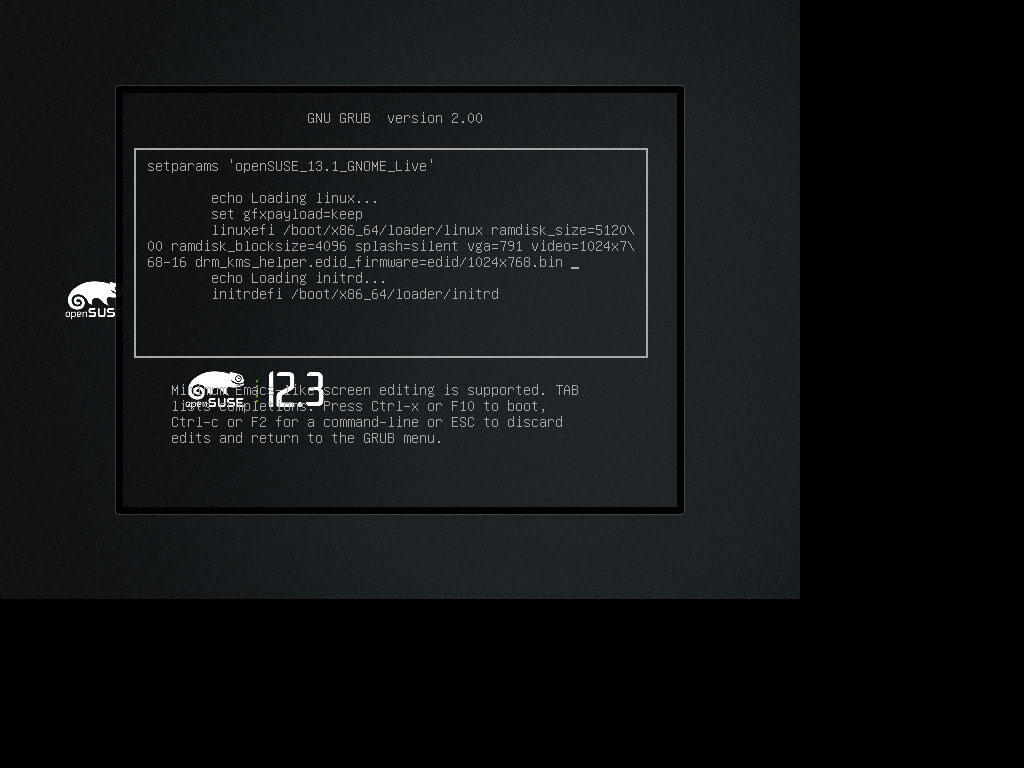 GNU GRUB version 2.00
setparams 'openSUSE_13.1_GNOME_Live'
echo Loading linux...
set gfxpayload=keep
linuxefi /boot/x86_64/loader/linux ramdisk_size=5120\
00 ramdisk_blocksize=4096 splash=silent vga=791 video=1024x7\
68-16 drm_kms_helper.edid_firmware=edid/1024x768.bin _
echo Loading initrd...
initrdefi /boot/x86_64/loader/initrd
openSUS
openSUSE 12.3
Minimum Emacs-like screen editing is supported. TAB
lists completions. Press Ctrl-x or F10 to boot,
Ctrl-c or F2 for a command-line or ESC to discard
edits and return to the GRUB menu.